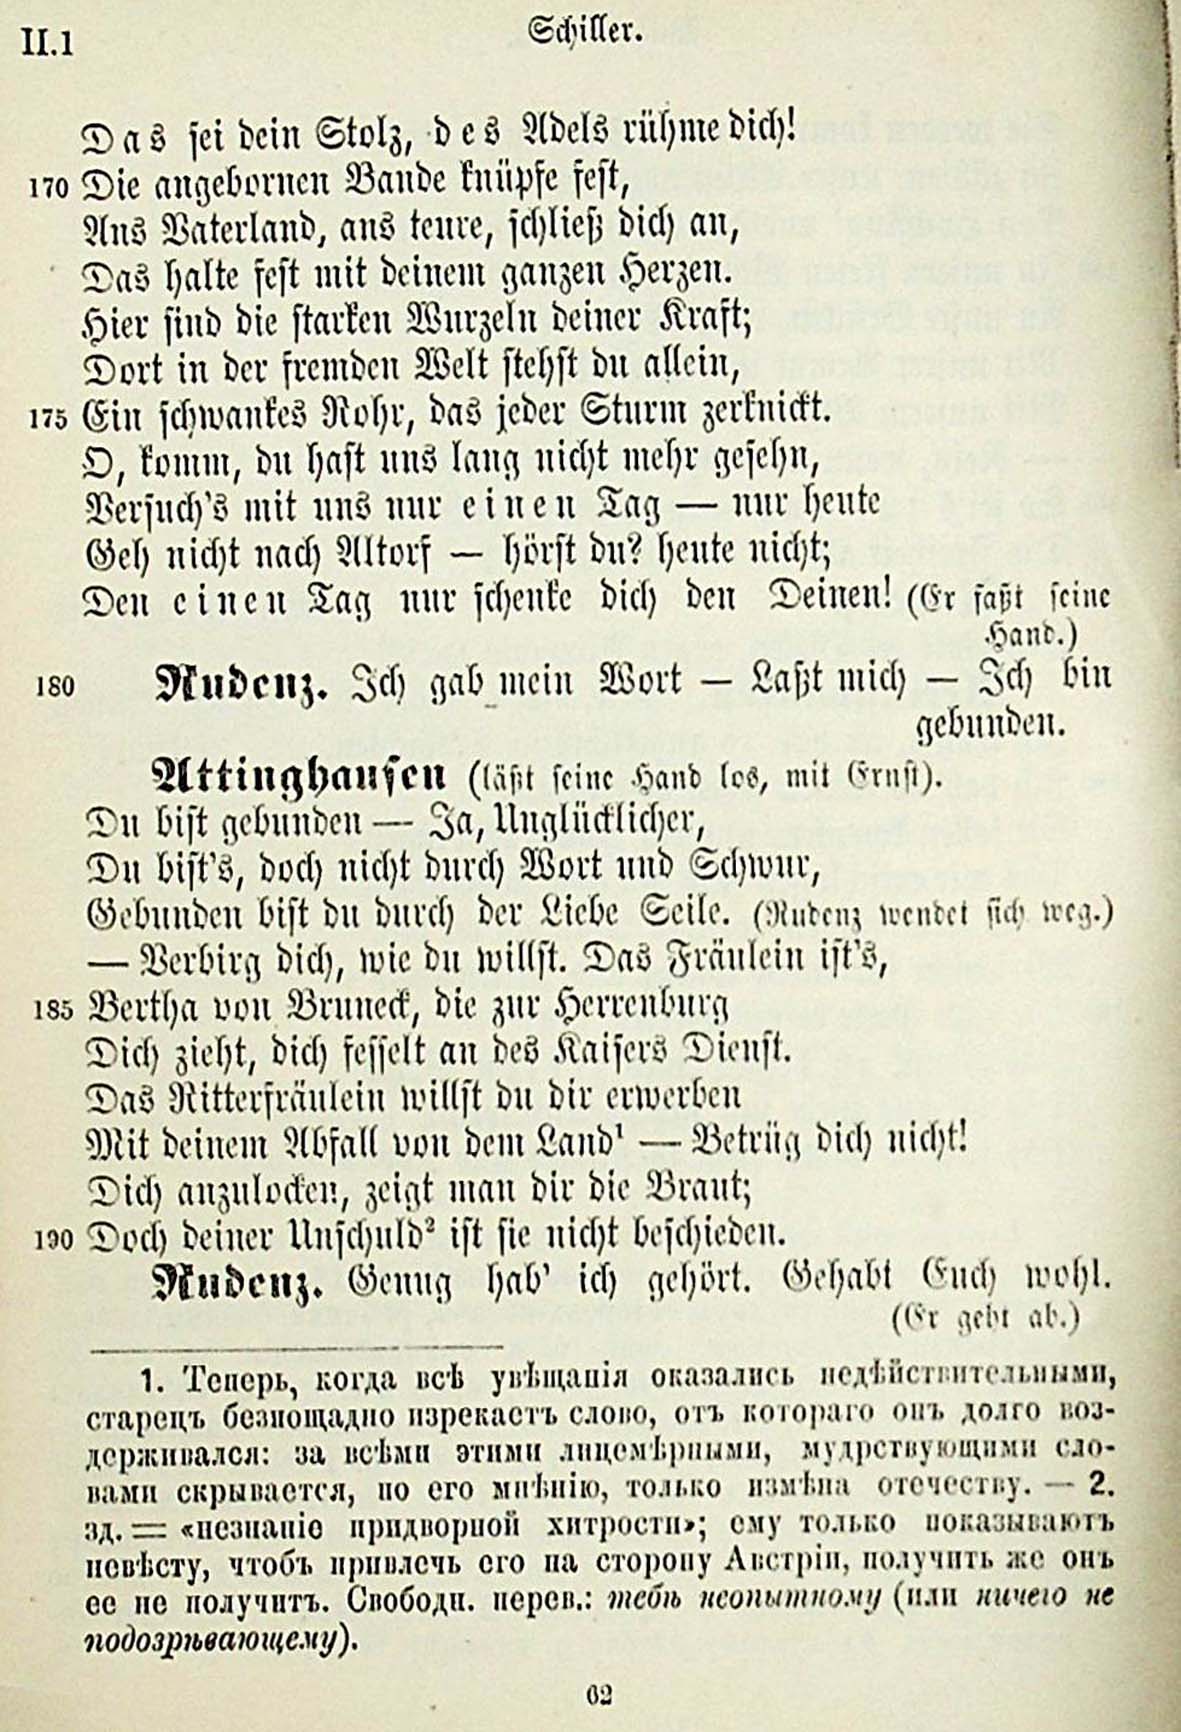 II.1
Schiller.
Das sei dein Stolz, des Adels rühme dich!
170 Die angebornen Bande knüpfe fest,
Ans Vaterland, ans teure, schließ dich an,
Das halte fest mit deinem ganzen Herzen.
Hier sind die starken Wurzeln deiner Kraft;
Dort in der fremden Welt stehst du allein,
175 Ein schwankes Rohr, das jeder Sturm zerknickt.
O, komm, du hast uns lang nicht mehr gesehn,
Versuch's mit uns nur einen Tag — nur heute
Geh nicht nach Altorf — hörst du? heute nicht;
Den einen Tag nur schenke dich den Deinen! (Er faßt seine
Hand.)
180 Rudenz. Ich gab mein Wort — Laßt mich — Ich bin
gebunden.
Attinghausen (läßt seine Hand los, mit Ernst).
Du bist gebunden — Ja, Unglücklicher,
Du bist's, doch nicht durch Wort und Schwur,
Gebunden bist du durch der Liebe Seile. (Rudenz wendet sich weg.)
— Verbirg dich, wie du willst. Das Fräulein ist's,
185 Bertha von Bruneck, die zur Herrenburg
Dich zieht, dich fesselt an des Kaisers Dienst.
Das Ritterfräulein willst du dir erwerben
Mit deinem Abfall von dem Land¹ — Betrüg dich nicht!
Dich anzulocken, zeigt man dir die Braut;
190 Doch deiner Unschuld² ist sie nicht beschieden.
Rudenz. Genug hab' ich gehört. Gehabt Euch wohl.
(Er geht ab.)
1. Теперь, когда всѣ увѣщанія оказались недѣйствительными,
старецъ безпощадно изрекаетъ слово, отъ котораго онъ долго воз-
держивался: за всѣми этими лицемѣрными, мудрствующими сло-
вами скрывается, по его мнѣнію, только измѣна отечеству. — 2.
зд. = «незнаніе придворной хитрости»; ему только показываютъ
невѣсту, чтобъ привлечь его на сторону Австріи, получить же онъ
ее не получитъ. Свободн. перев.: тебѣ неопытному (или ничего не
подозрѣвающему).
62